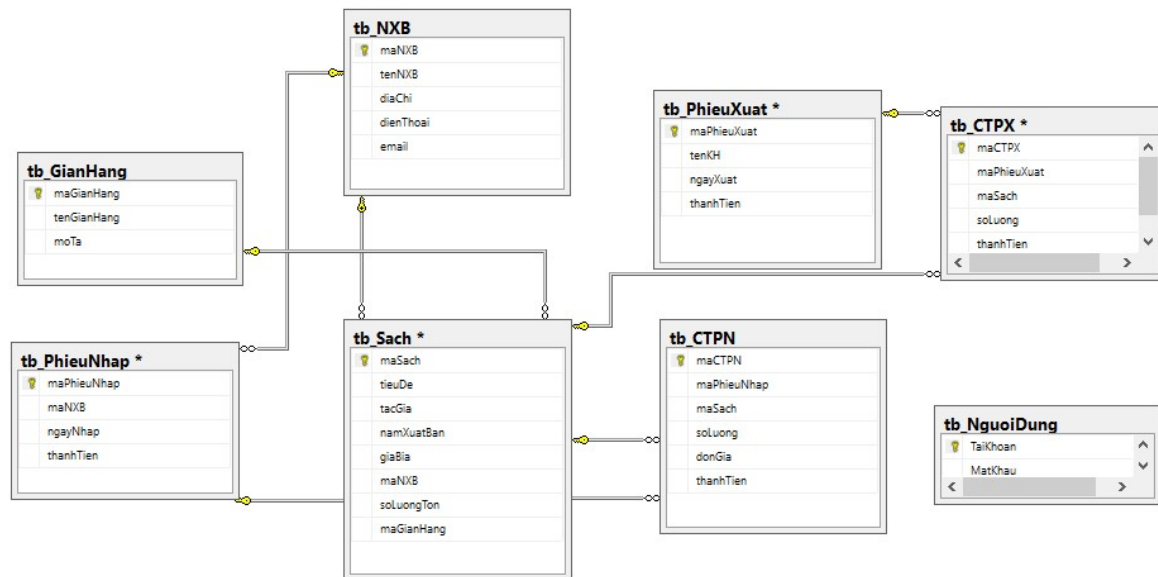 tb_NXB
maNXB
tenNXB
diaChi
dienThoai
email
tb_PhieuXuat *
maPhieuXuat
tenKH
ngayXuat
thanhTien
tb_CTPX *
maCTPX
maPhieuXuat
maSach
soLuong
thanhTien
tb_GianHang
maGianHang
tenGianHang
moTa
tb_PhieuNhap *
maPhieuNhap
maNXB
ngayNhap
thanhTien
tb_Sach *
maSach
tieuDe
tacGia
namXuatBan
giaBia
maNXB
soLuongTon
maGianHang
tb_CTPN
maCTPN
maPhieuNhap
maSach
soLuong
donGia
thanhTien
tb_NguoiDung
TaiKhoan
MatKhau